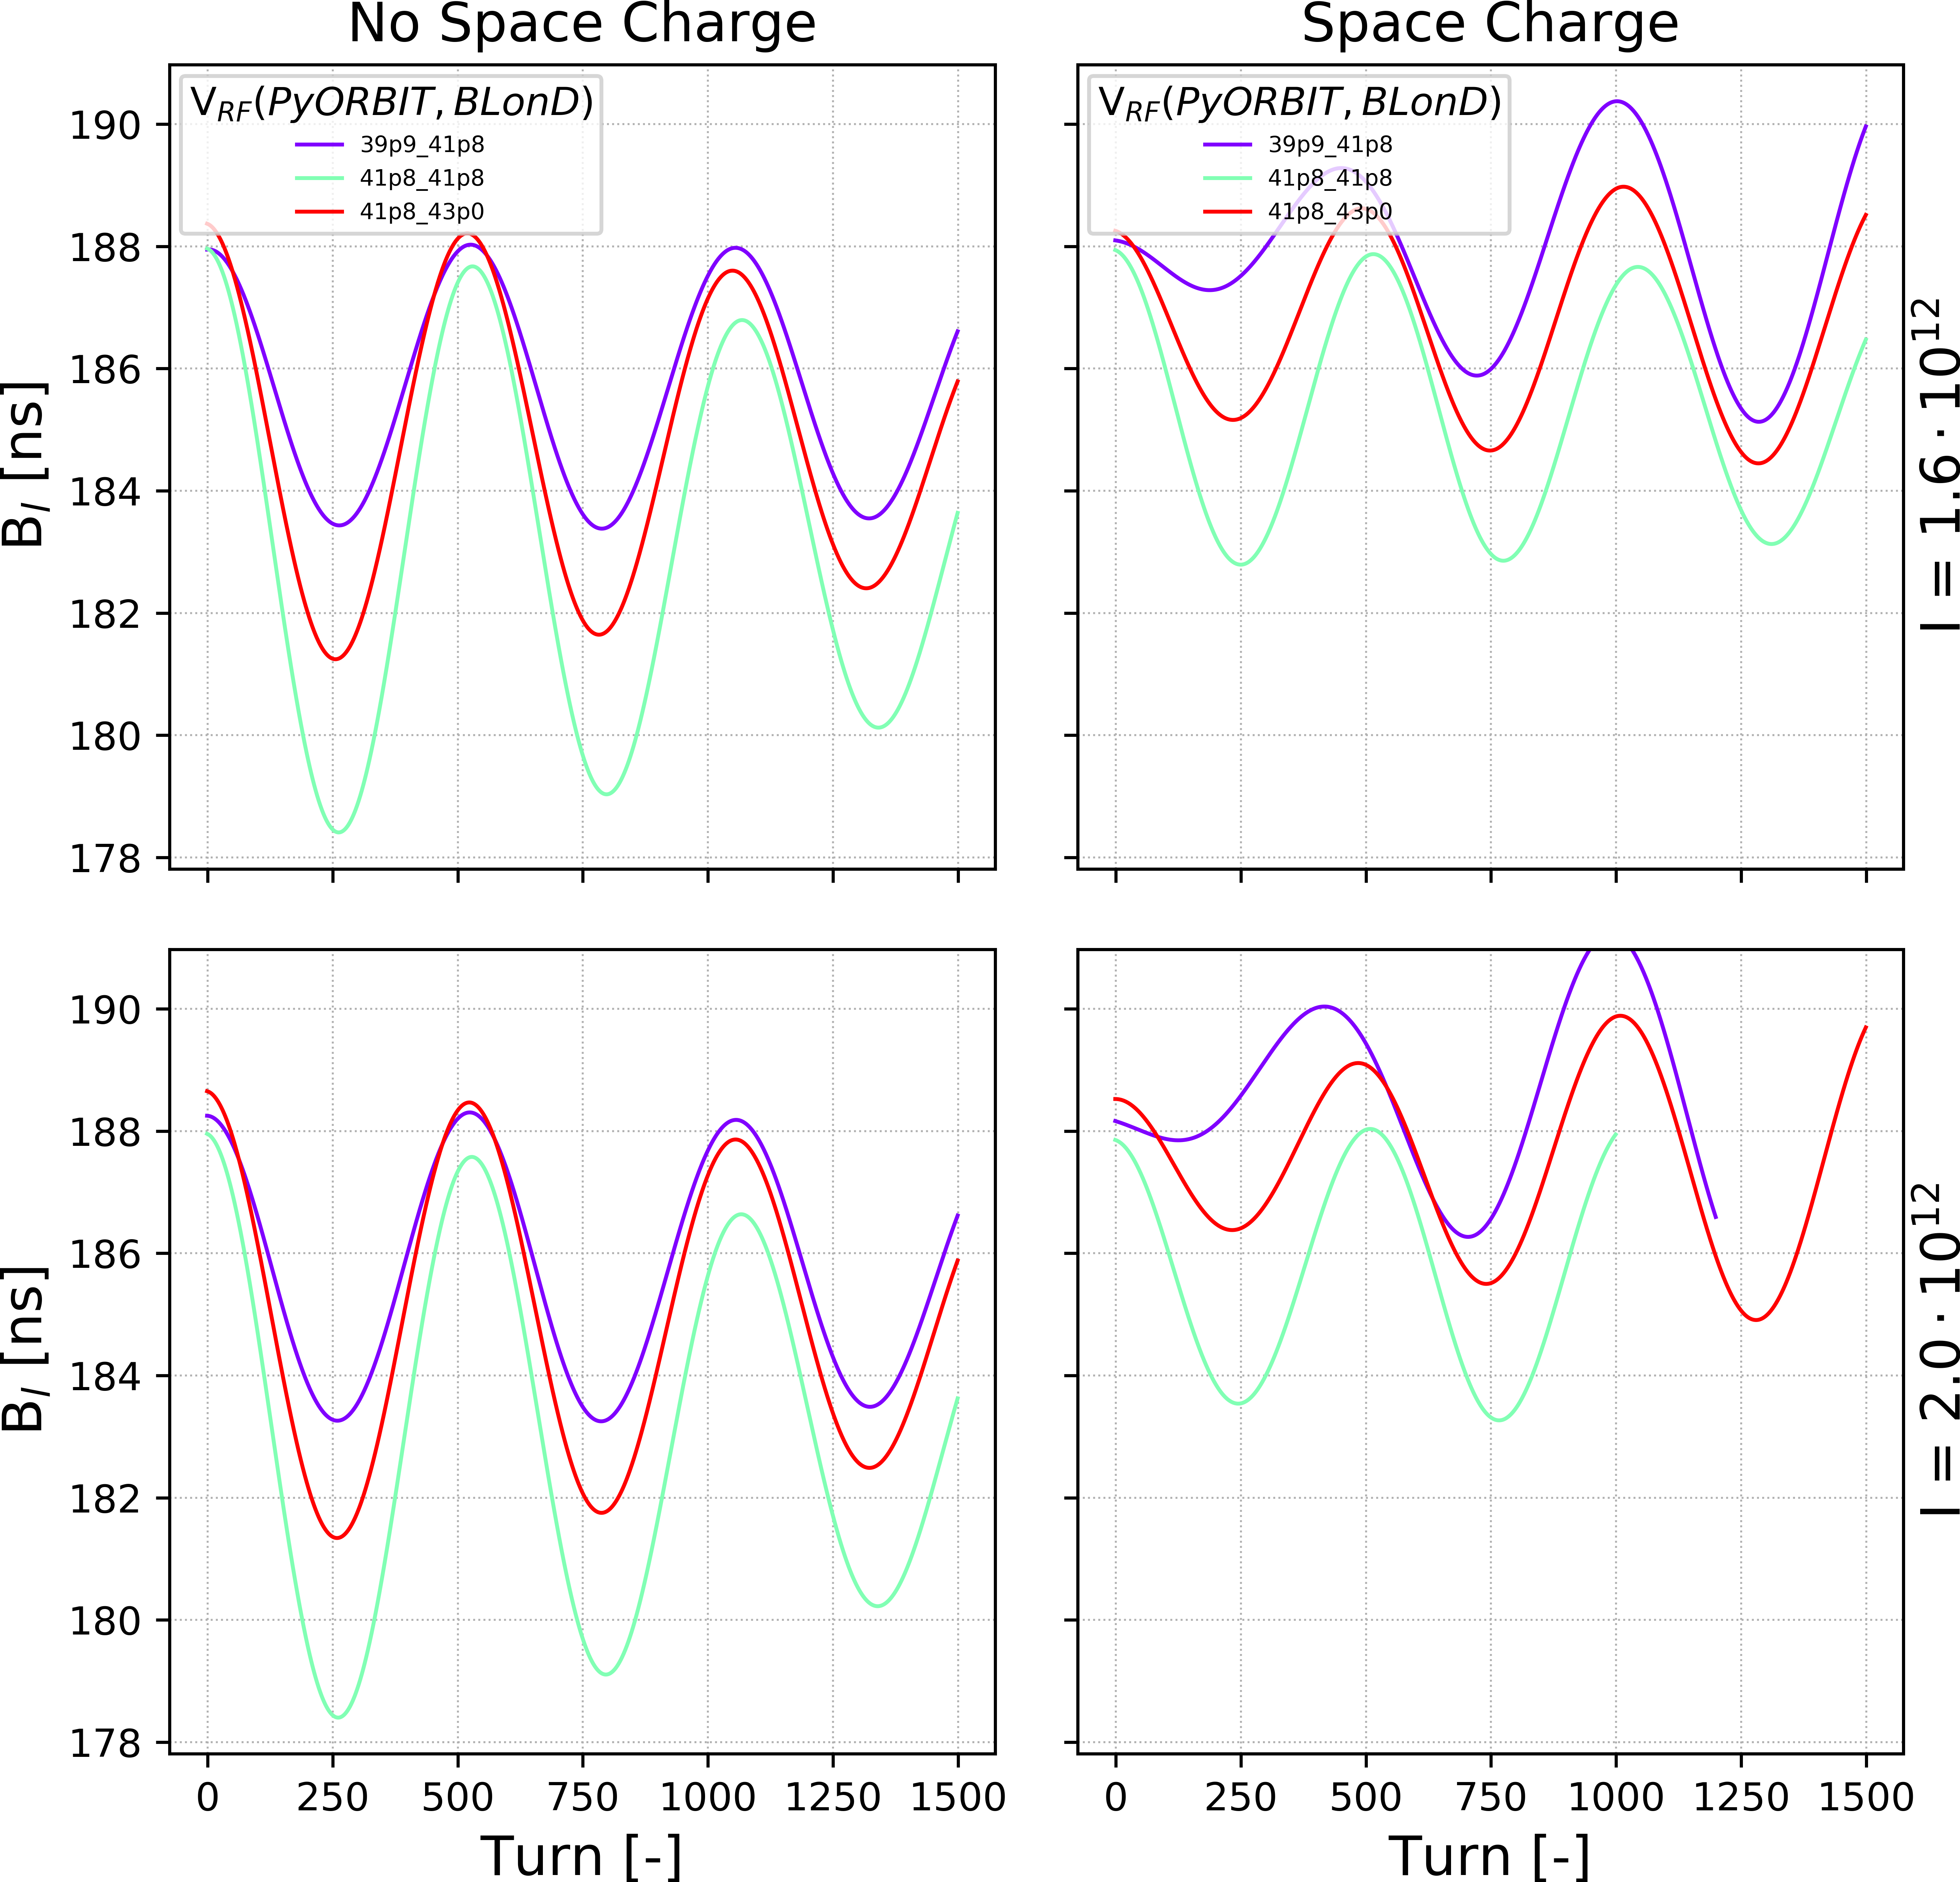 No Space Charge
Space Charge
V_RF(PyORBIT, BLonD)
39p9_41p8
41p8_41p8
41p8_43p0
V_RF(PyORBIT, BLonD)
39p9_41p8
41p8_41p8
41p8_43p0
B_l [ns]
190
188
186
184
182
180
178
I = 1.6 · 10^12
B_l [ns]
190
188
186
184
182
180
178
I = 2.0 · 10^12
0 250 500 750 1000 1250 1500
0 250 500 750 1000 1250 1500
Turn [-]
Turn [-]